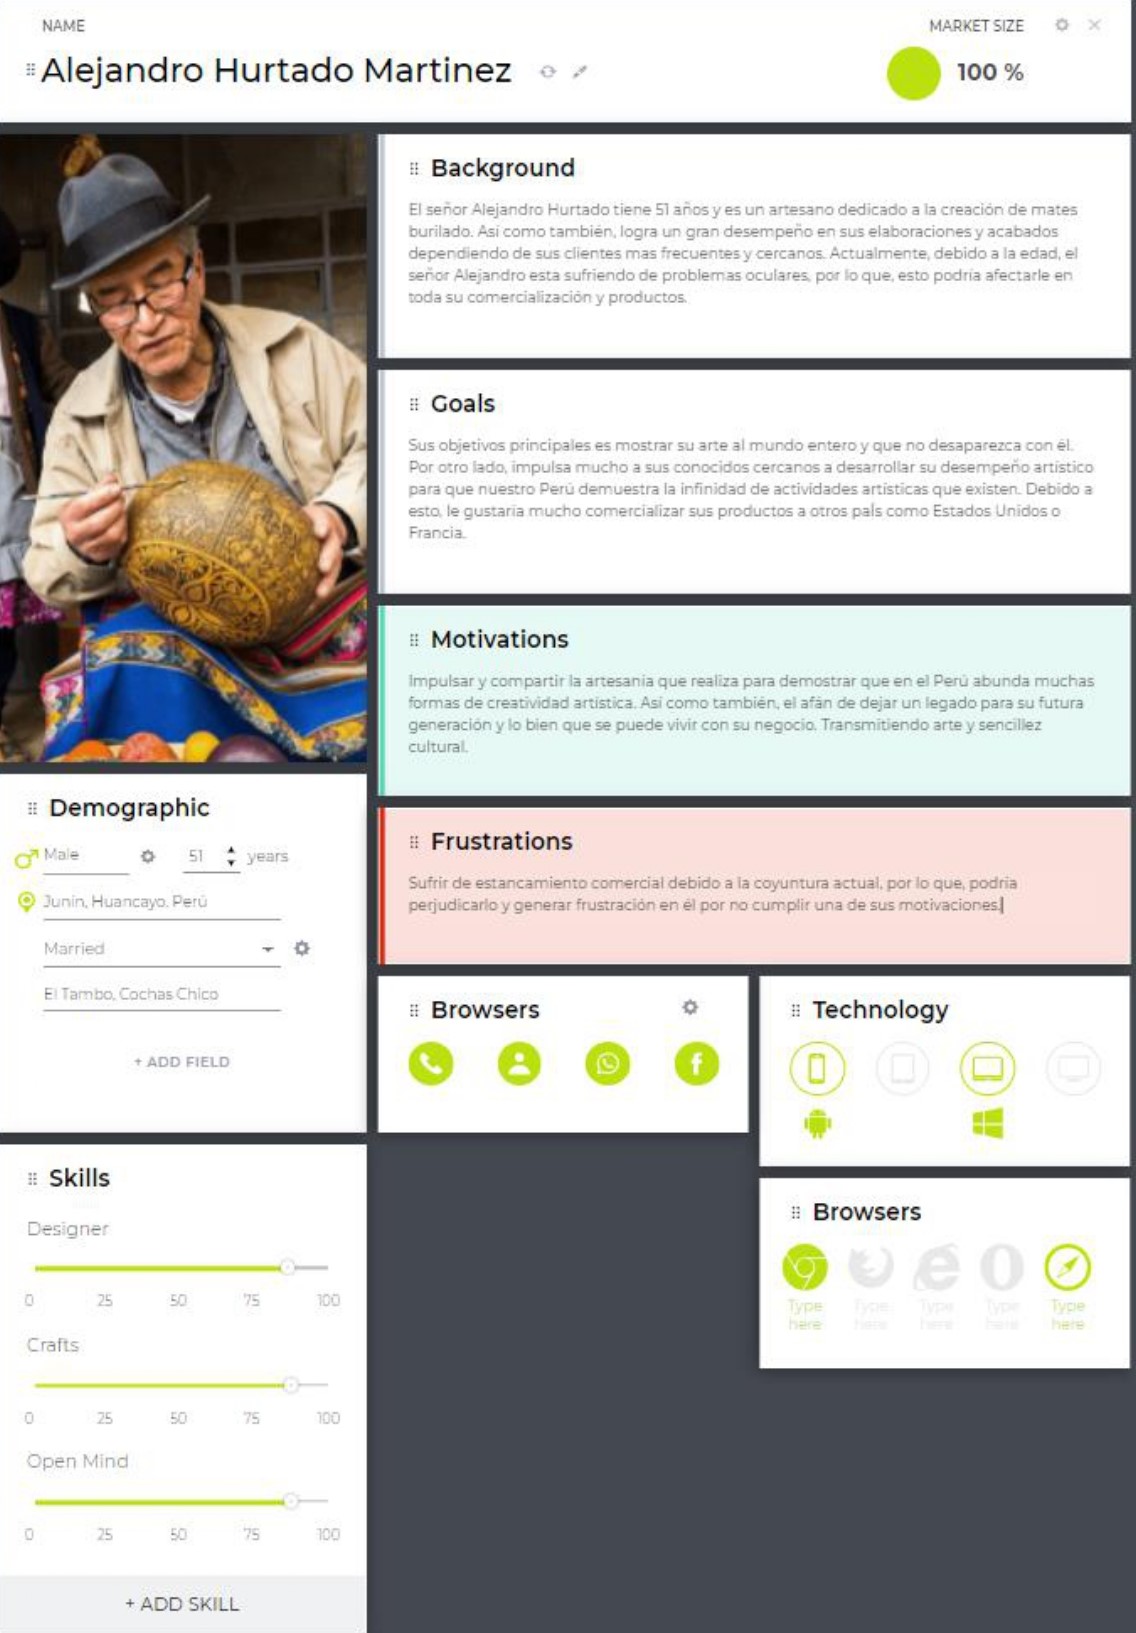 NAME
MARKET SIZE
Alejandro Hurtado Martinez
100 %
Background
El señor Alejandro Hurtado tiene 51 años y es un artesano dedicado a la creación de mates
burilado. Así como también, logra un gran desempeño en sus elaboraciones y acabados
dependiendo de sus clientes mas frecuentes y cercanos. Actualmente, debido a la edad, el
señor Alejandro esta sufriendo de problemas oculares, por lo que, esto podría afectarle en
toda su comercialización y productos.
Goals
Sus objetivos principales es mostrar su arte al mundo entero y que no desaparezca con él.
Por otro lado, impulsa mucho a sus conocidos cercanos a desarrollar su desempeño artístico
para que nuestro Perú demuestra la infinidad de actividades artísticas que existen. Debido a
esto, le gustaría mucho comercializar sus productos a otros país como Estados Unidos o
Francia.
Motivations
Impulsar y compartir la artesanía que realiza para demostrar que en el Perú abunda muchas
formas de creatividad artística. Así como también, el afán de dejar un legado para su futura
generación y lo bien que se puede vivir con su negocio. Transmitiendo arte y sencillez
cultural.
Frustrations
Sufrir de estancamiento comercial debido a la coyuntura actual, por lo que, podría
perjudicarlo y generar frustración en él por no cumplir una de sus motivaciones.
Demographic
Male
51 years
Junín, Huancayo. Perú
Married
El Tambo, Cochas Chico
+ ADD FIELD
Browsers
Technology
Skills
Designer
0 25 50 75 100
Crafts
0 25 50 75 100
Open Mind
0 25 50 75 100
+ ADD SKILL
Browsers
Type Type Type Type Type
here here here here here